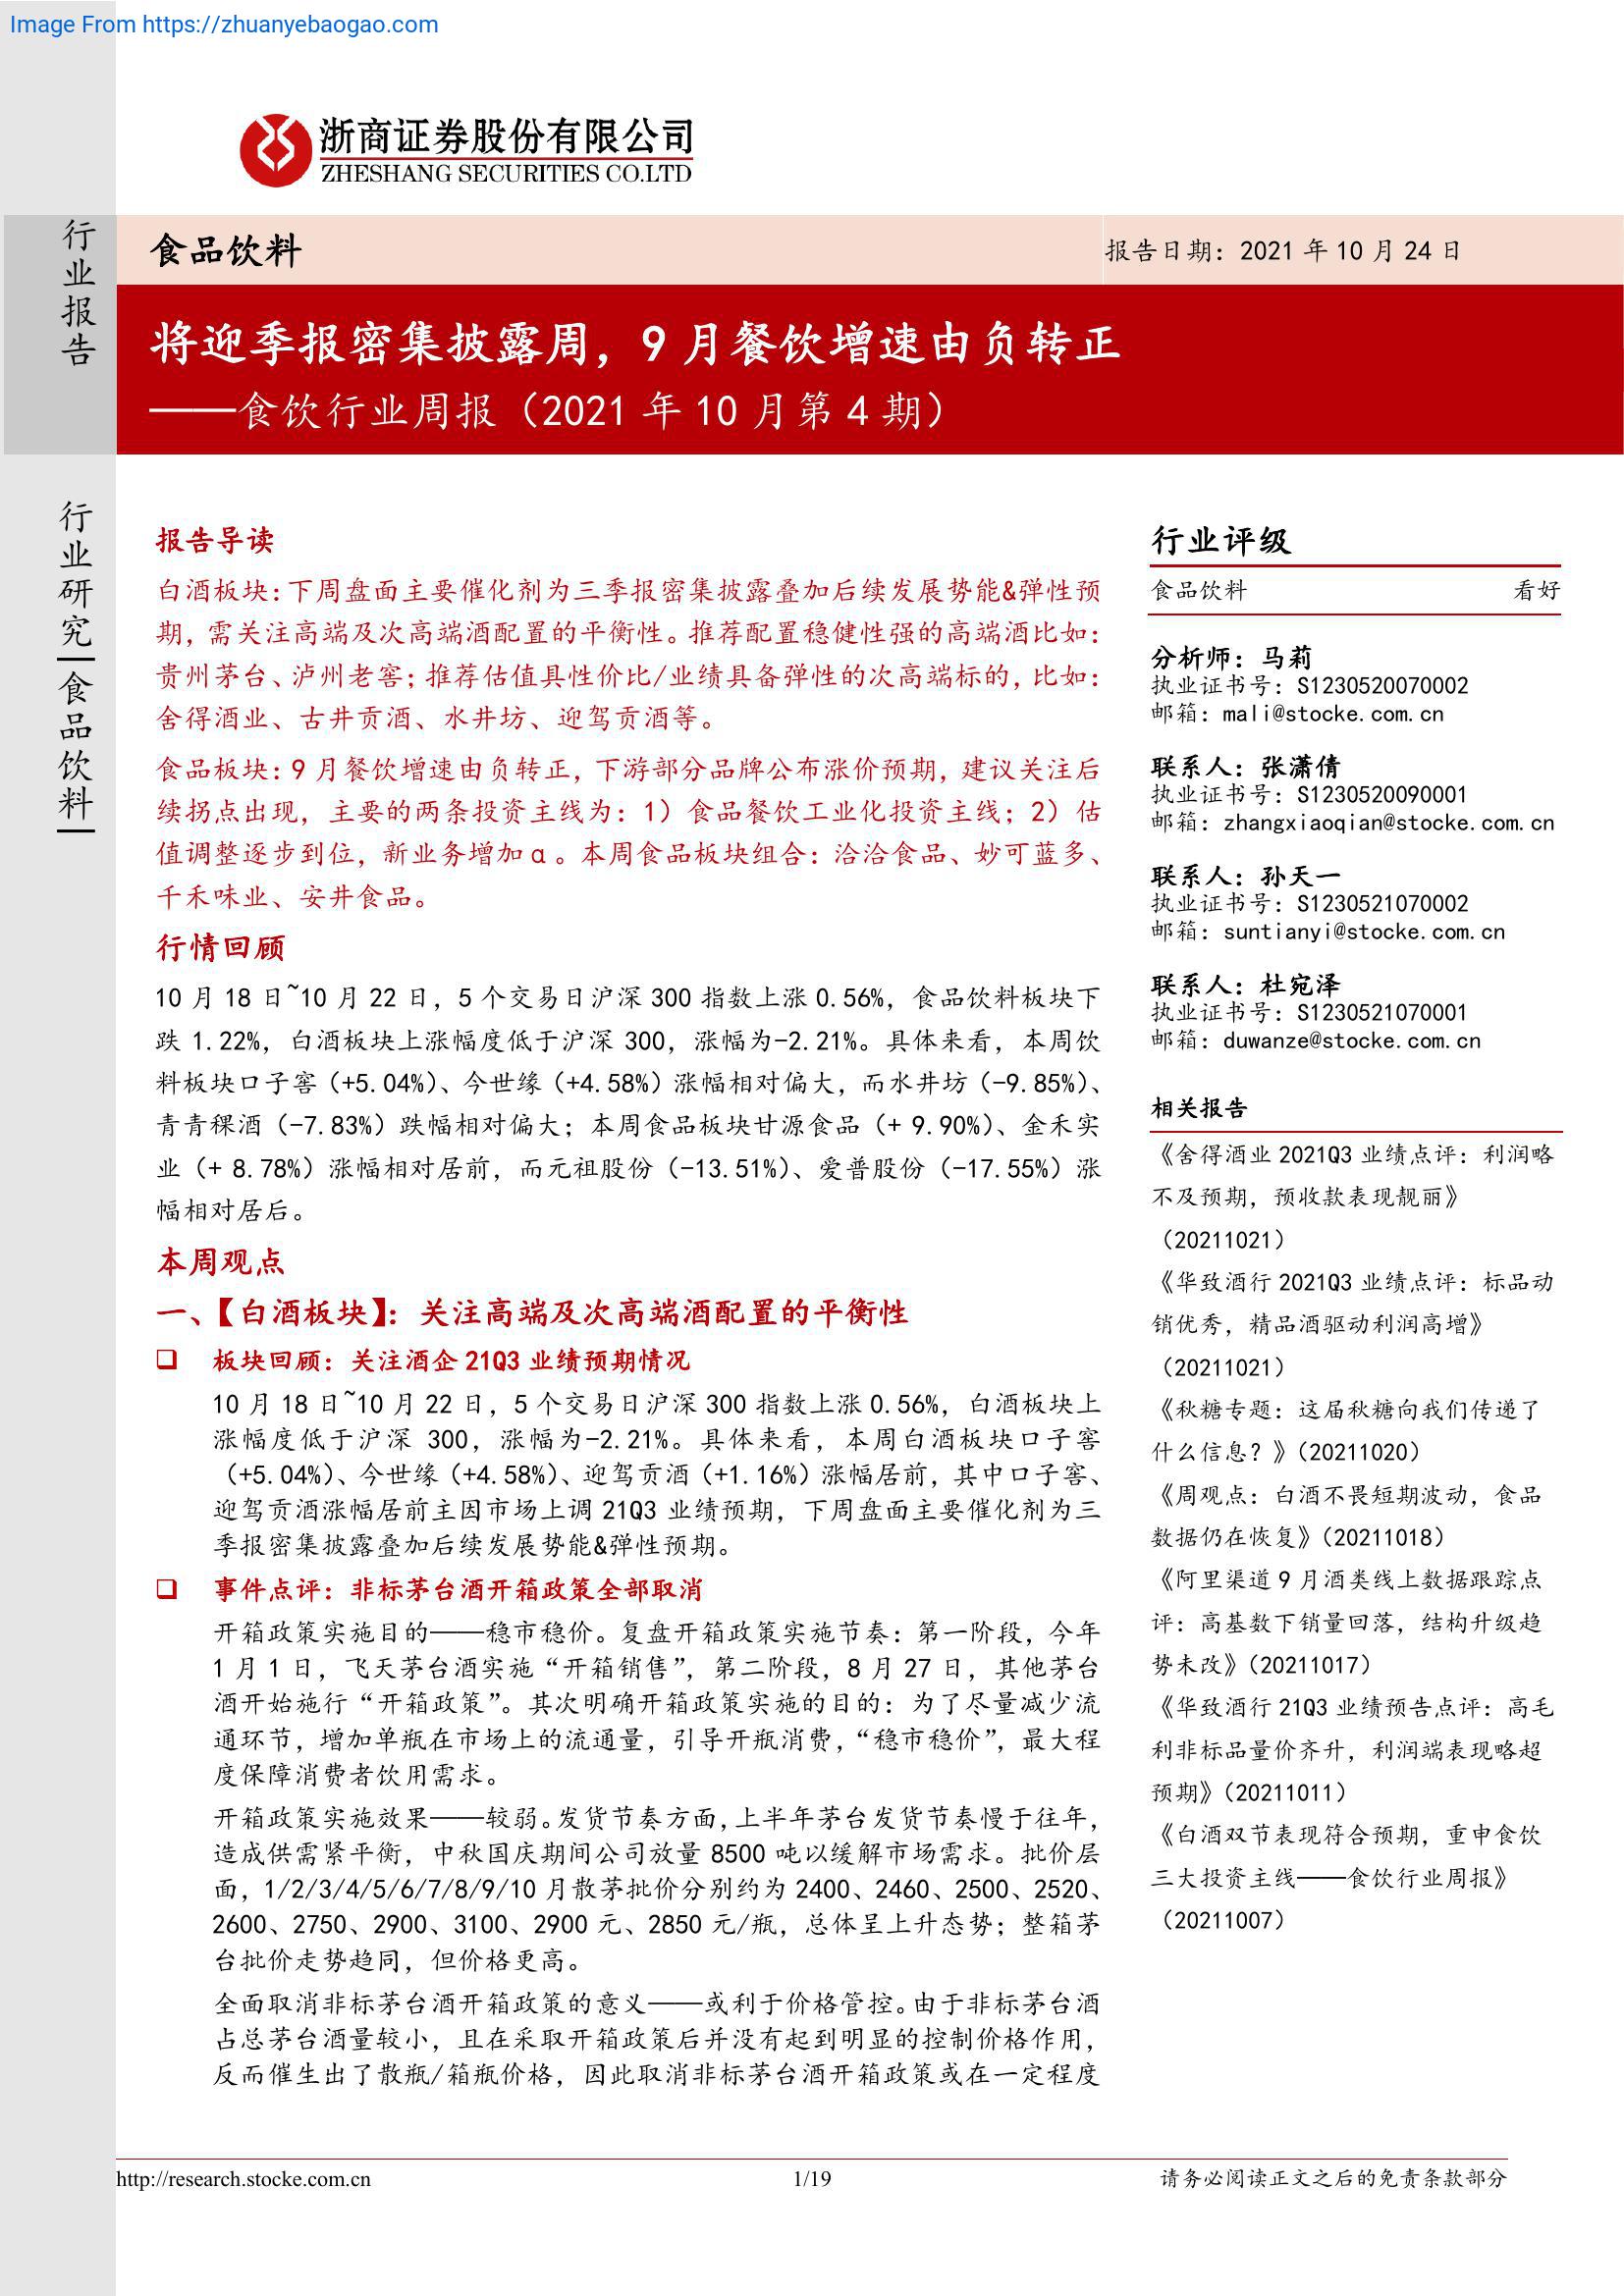 Image From https://zhuanyebaogao.com
浙商证券股份有限公司
ZHESHANG SECURITIES CO.LTD
行业报告
食品饮料
报告日期：2021 年 10 月 24 日
将迎季报密集披露周，9 月餐饮增速由负转正
——食饮行业周报（2021 年 10 月第 4 期）
行业研究|食品饮料|
报告导读
白酒板块：下周盘面主要催化剂为三季报密集披露叠加后续发展势能&弹性预
期，需关注高端及次高端酒配置的平衡性。推荐配置稳健性强的高端酒比如：
贵州茅台、泸州老窖；推荐估值具性价比/业绩具备弹性的次高端标的，比如：
舍得酒业、古井贡酒、水井坊、迎驾贡酒等。
食品板块：9 月餐饮增速由负转正，下游部分品牌公布涨价预期，建议关注后
续拐点出现，主要的两条投资主线为：1）食品餐饮工业化投资主线；2）估
值调整逐步到位，新业务增加α。本周食品板块组合：洽洽食品、妙可蓝多、
千禾味业、安井食品。
行情回顾
10 月 18 日~10 月 22 日，5 个交易日沪深 300 指数上涨 0.56%，食品饮料板块下
跌 1.22%，白酒板块上涨幅度低于沪深 300，涨幅为-2.21%。具体来看，本周饮
料板块口子窖（+5.04%）、今世缘（+4.58%）涨幅相对偏大，而水井坊（-9.85%）、
青青稞酒（-7.83%）跌幅相对偏大；本周食品板块甘源食品（+ 9.90%）、金禾实
业（+ 8.78%）涨幅相对居前，而元祖股份（-13.51%）、爱普股份（-17.55%）涨
幅相对居后。
本周观点
一、【白酒板块】：关注高端及次高端酒配置的平衡性
❑ 板块回顾：关注酒企 21Q3 业绩预期情况
10 月 18 日~10 月 22 日，5 个交易日沪深 300 指数上涨 0.56%，白酒板块上
涨幅度低于沪深 300，涨幅为-2.21%。具体来看，本周白酒板块口子窖
（+5.04%）、今世缘（+4.58%）、迎驾贡酒（+1.16%）涨幅居前，其中口子窖、
迎驾贡酒涨幅居前主因市场上调 21Q3 业绩预期，下周盘面主要催化剂为三
季报密集披露叠加后续发展势能&弹性预期。
❑ 事件点评：非标茅台酒开箱政策全部取消
开箱政策实施目的——稳市稳价。复盘开箱政策实施节奏：第一阶段，今年
1 月 1 日，飞天茅台酒实施“开箱销售”，第二阶段，8 月 27 日，其他茅台
酒开始施行“开箱政策”。其次明确开箱政策实施的目的：为了尽量减少流
通环节，增加单瓶在市场上的流通量，引导开瓶消费，“稳市稳价”，最大程
度保障消费者饮用需求。
开箱政策实施效果——较弱。发货节奏方面，上半年茅台发货节奏慢于往年，
造成供需紧平衡，中秋国庆期间公司放量 8500 吨以缓解市场需求。批价层
面，1/2/3/4/5/6/7/8/9/10 月散茅批价分别约为 2400、2460、2500、2520、
2600、2750、2900、3100、2900 元、2850 元/瓶，总体呈上升态势；整箱茅
台批价走势趋同，但价格更高。
全面取消非标茅台酒开箱政策的意义——或利于价格管控。由于非标茅台酒
占总茅台酒量较小，且在采取开箱政策后并没有起到明显的控制价格作用，
反而催生出了散瓶/箱瓶价格，因此取消非标茅台酒开箱政策或在一定程度
行业评级
食品饮料 看好
分析师：马莉
执业证书号：S1230520070002
邮箱：mali@stocke.com.cn
联系人：张潇倩
执业证书号：S1230520090001
邮箱：zhangxiaoqian@stocke.com.cn
联系人：孙天一
执业证书号：S1230521070002
邮箱：suntianyi@stocke.com.cn
联系人：杜宛泽
执业证书号：S1230521070001
邮箱：duwanze@stocke.com.cn
相关报告
《舍得酒业 2021Q3 业绩点评：利润略
不及预期，预收款表现靓丽》
（20211021）
《华致酒行 2021Q3 业绩点评：标品动
销优秀，精品酒驱动利润高增》
（20211021）
《秋糖专题：这届秋糖向我们传递了
什么信息？》（20211020）
《周观点：白酒不畏短期波动，食品
数据仍在恢复》（20211018）
《阿里渠道 9 月酒类线上数据跟踪点
评：高基数下销量回落，结构升级趋
势未改》（20211017）
《华致酒行 21Q3 业绩预告点评：高毛
利非标品量价齐升，利润端表现略超
预期》（20211011）
《白酒双节表现符合预期，重申食饮
三大投资主线——食饮行业周报》
（20211007）
http://research.stocke.com.cn
1/19
请务必阅读正文之后的免责条款部分